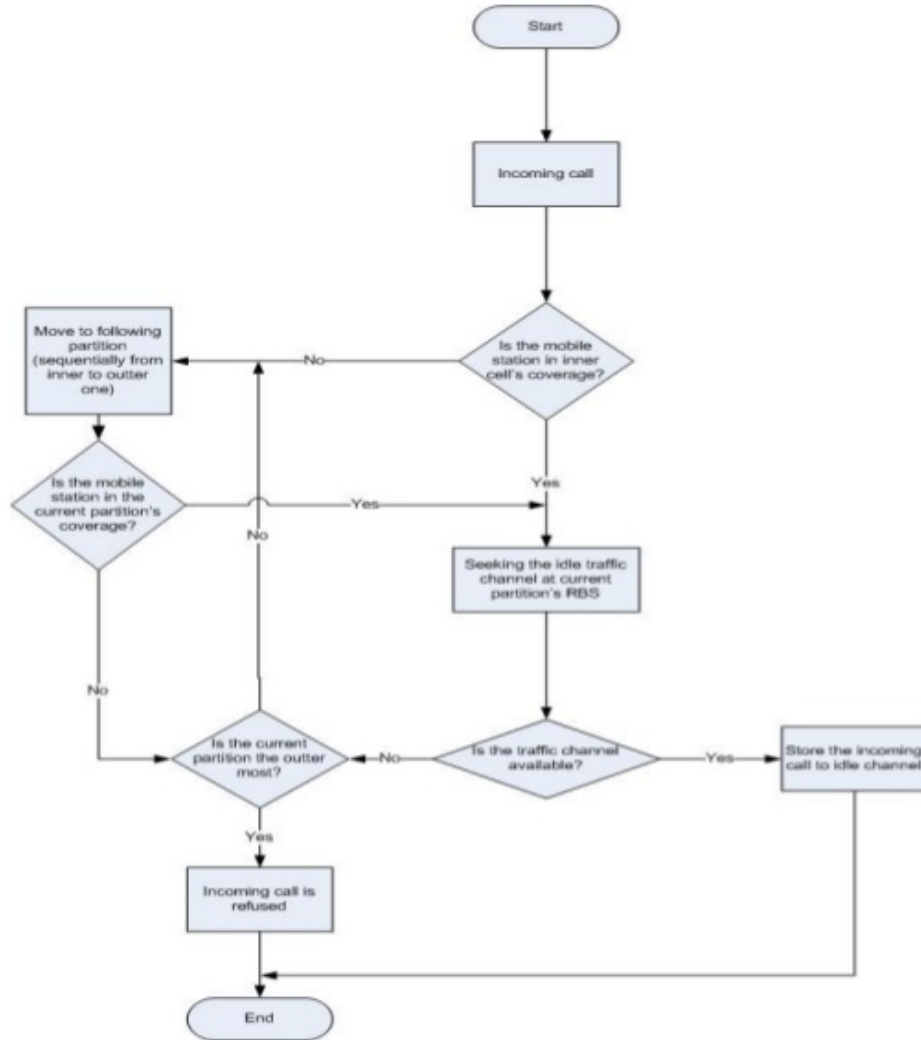 Start
Incoming call
Is the mobile
station in inner
cell's coverage?
No
Move to following
partition
(sequentially from
inner to outter
one)
Is the mobile
station in the
current partition's
coverage?
Yes
Yes
No
Seeking the idle traffic
channel at current
partition's RBS
No
Is the current
partition the outter
most?
No
Is the traffic channel
available?
Yes
Store the incoming
call to idle channel
Yes
Incoming call is
refused
End